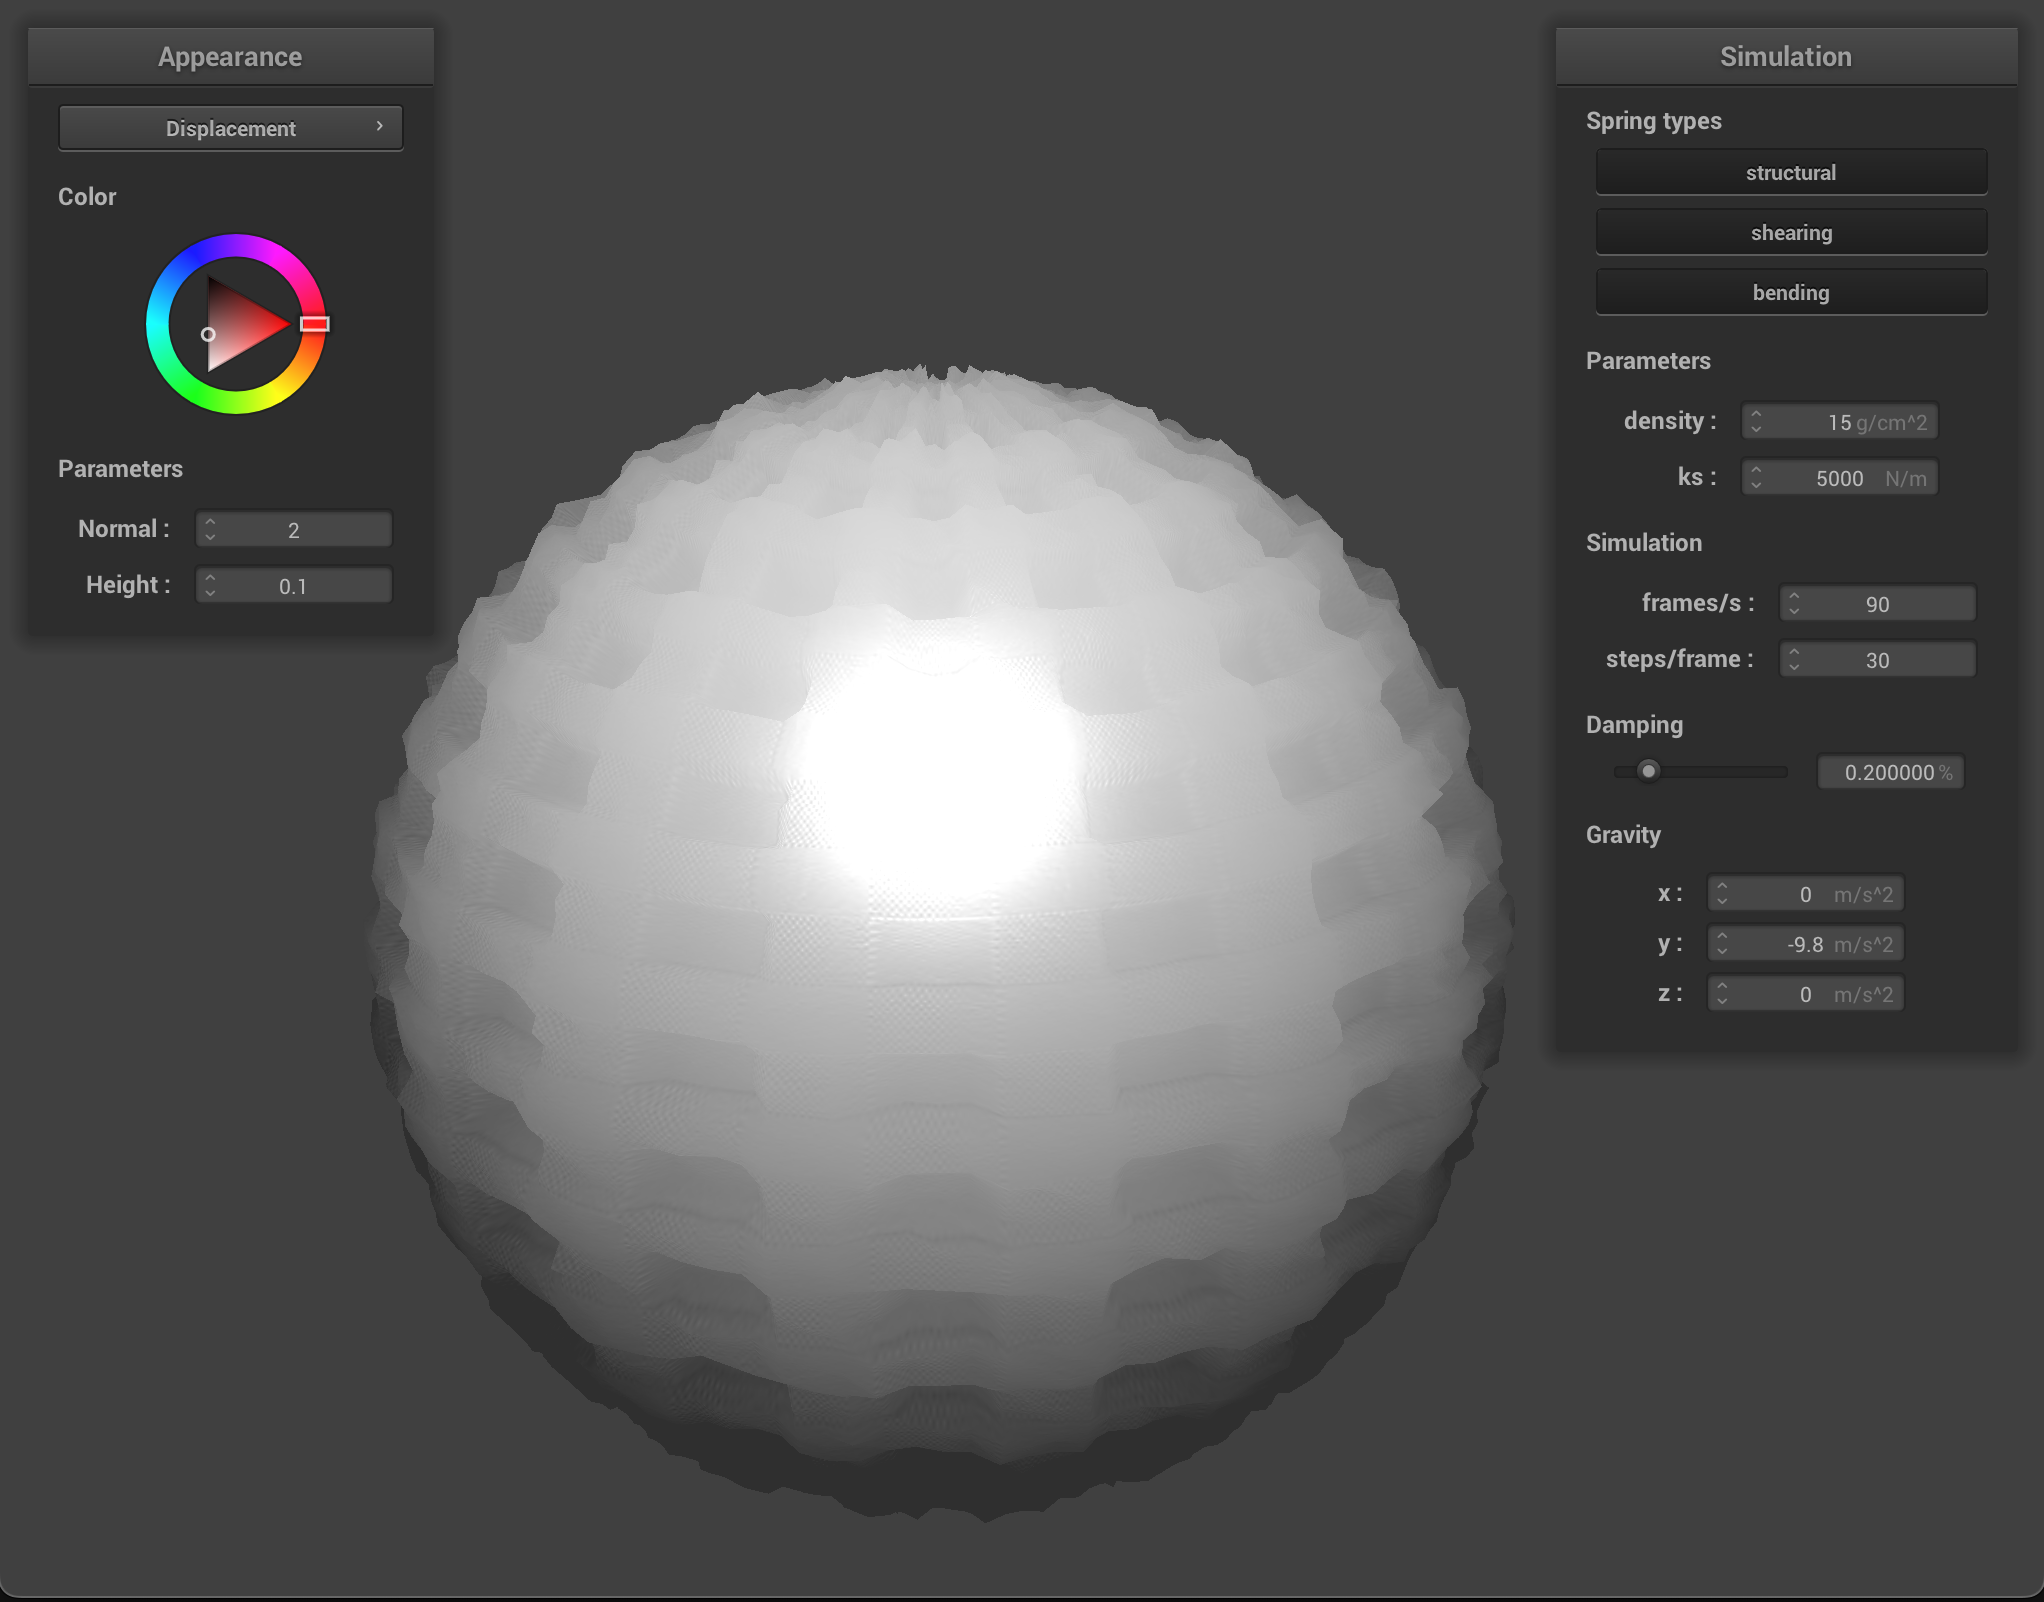 Appearance
Displacement
Color
Parameters
Normal : 2
Height : 0.1
Simulation
Spring types
structural
shearing
bending
Parameters
density : 15 g/cm^2
ks : 5000 N/m
Simulation
frames/s : 90
steps/frame : 30
Damping
0.200000 %
Gravity
x : 0 m/s^2
y : -9.8 m/s^2
z : 0 m/s^2